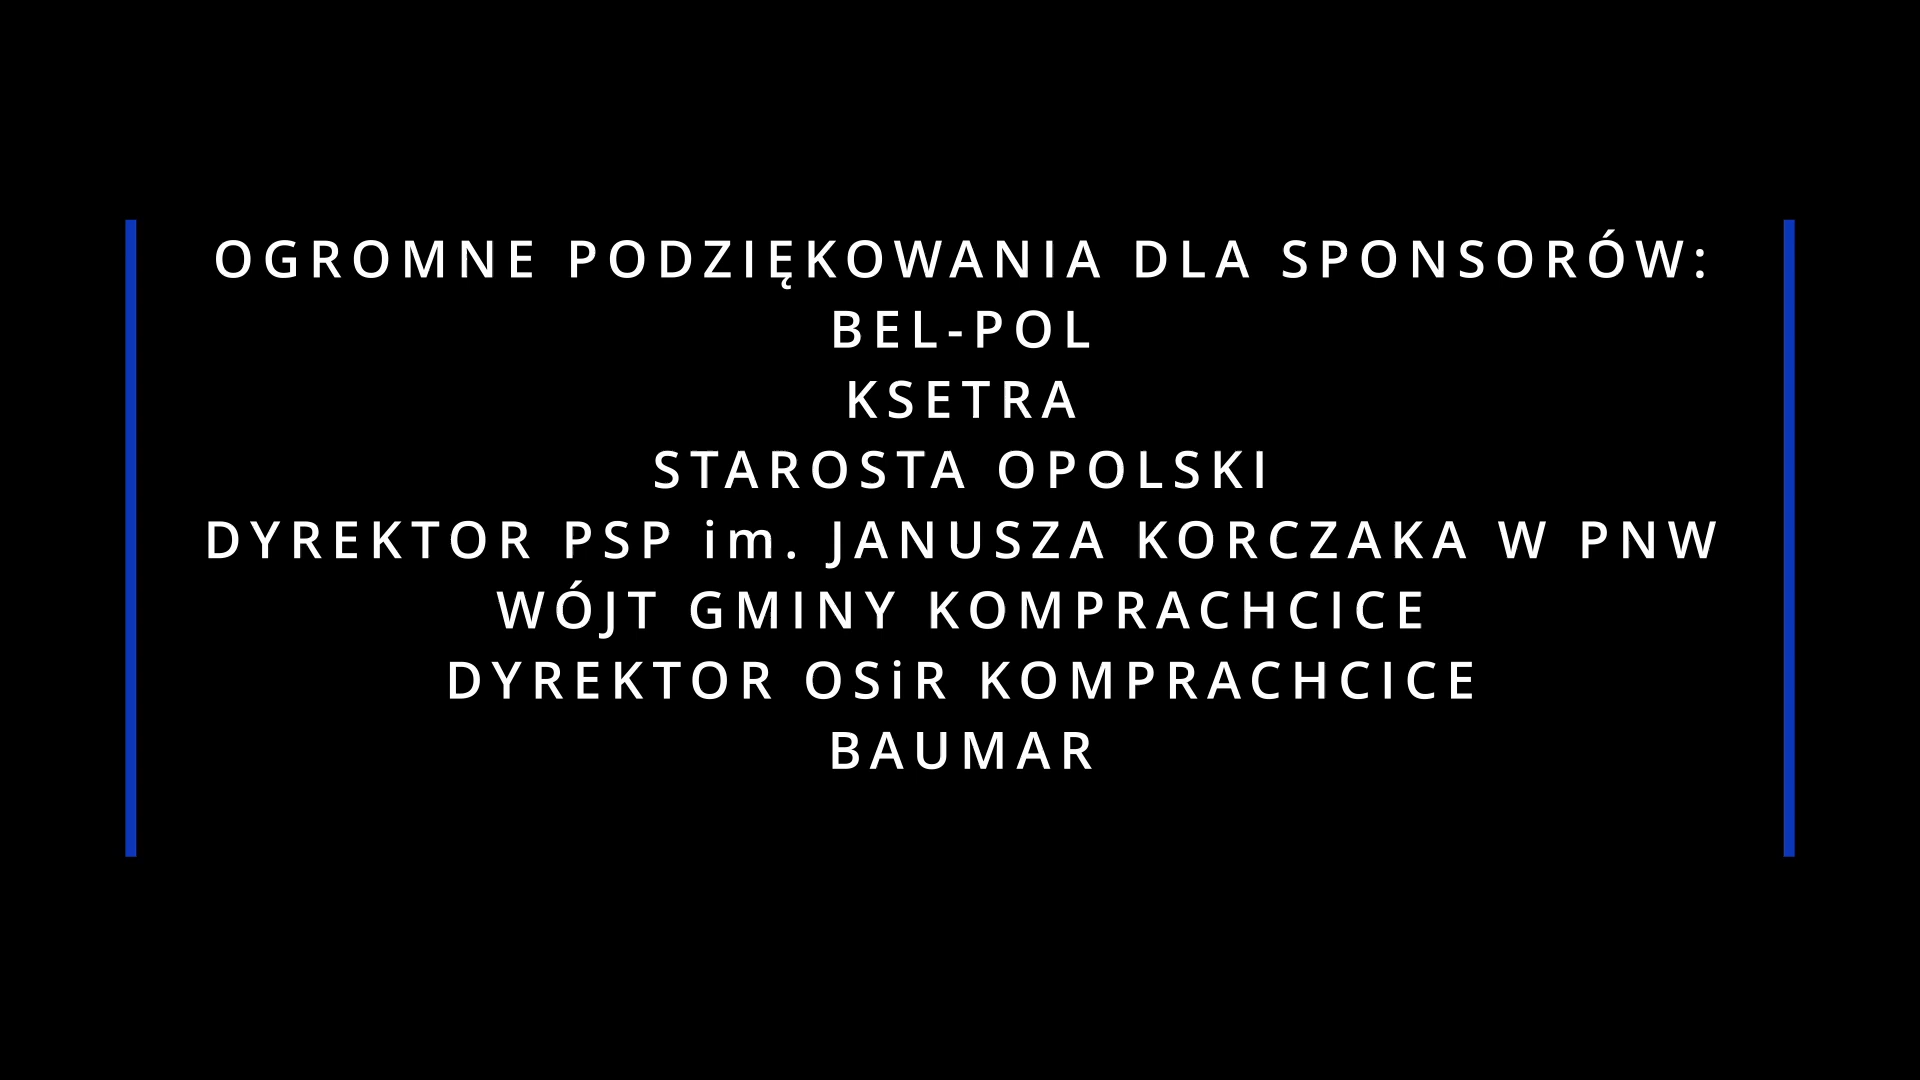 OGROMNE PODZIĘKOWANIA DLA SPONSORÓW:
BEL-POL
KSETRA
STAROSTA OPOLSKI
DYREKTOR PSP im. JANUSZA KORCZAKA W PNW
WÓJT GMINY KOMPRACHCICE
DYREKTOR OSiR KOMPRACHCICE
BAUMAR